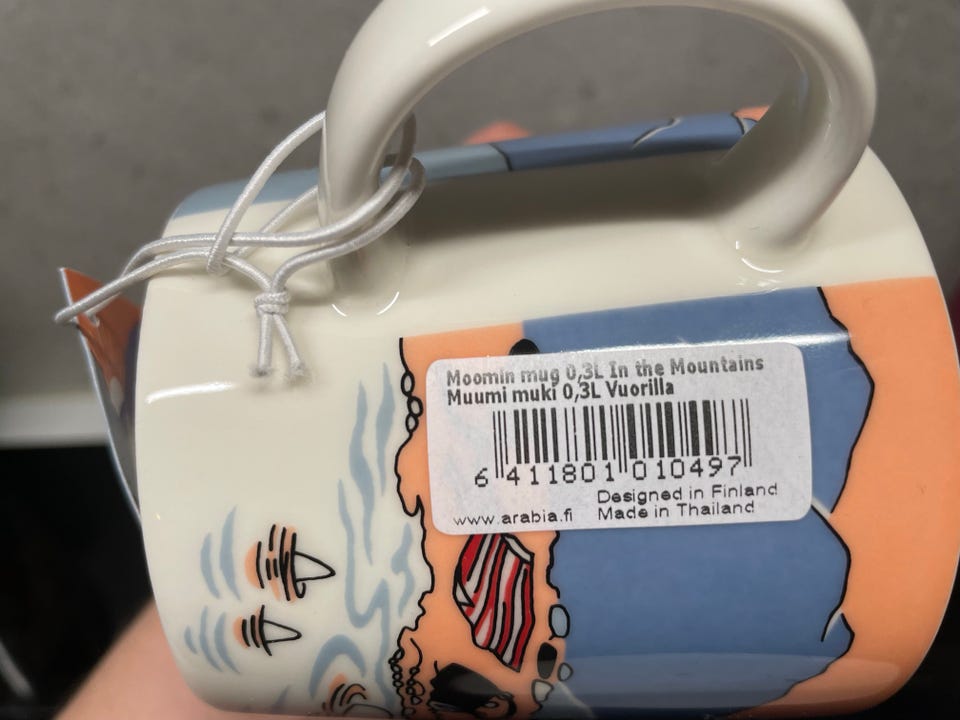 Moomin mug 0,3L In the Mountains
Muumi muki 0,3L Vuorilla
6 411801 010497
Designed in Finland
www.arabia.fi Made in Thailand